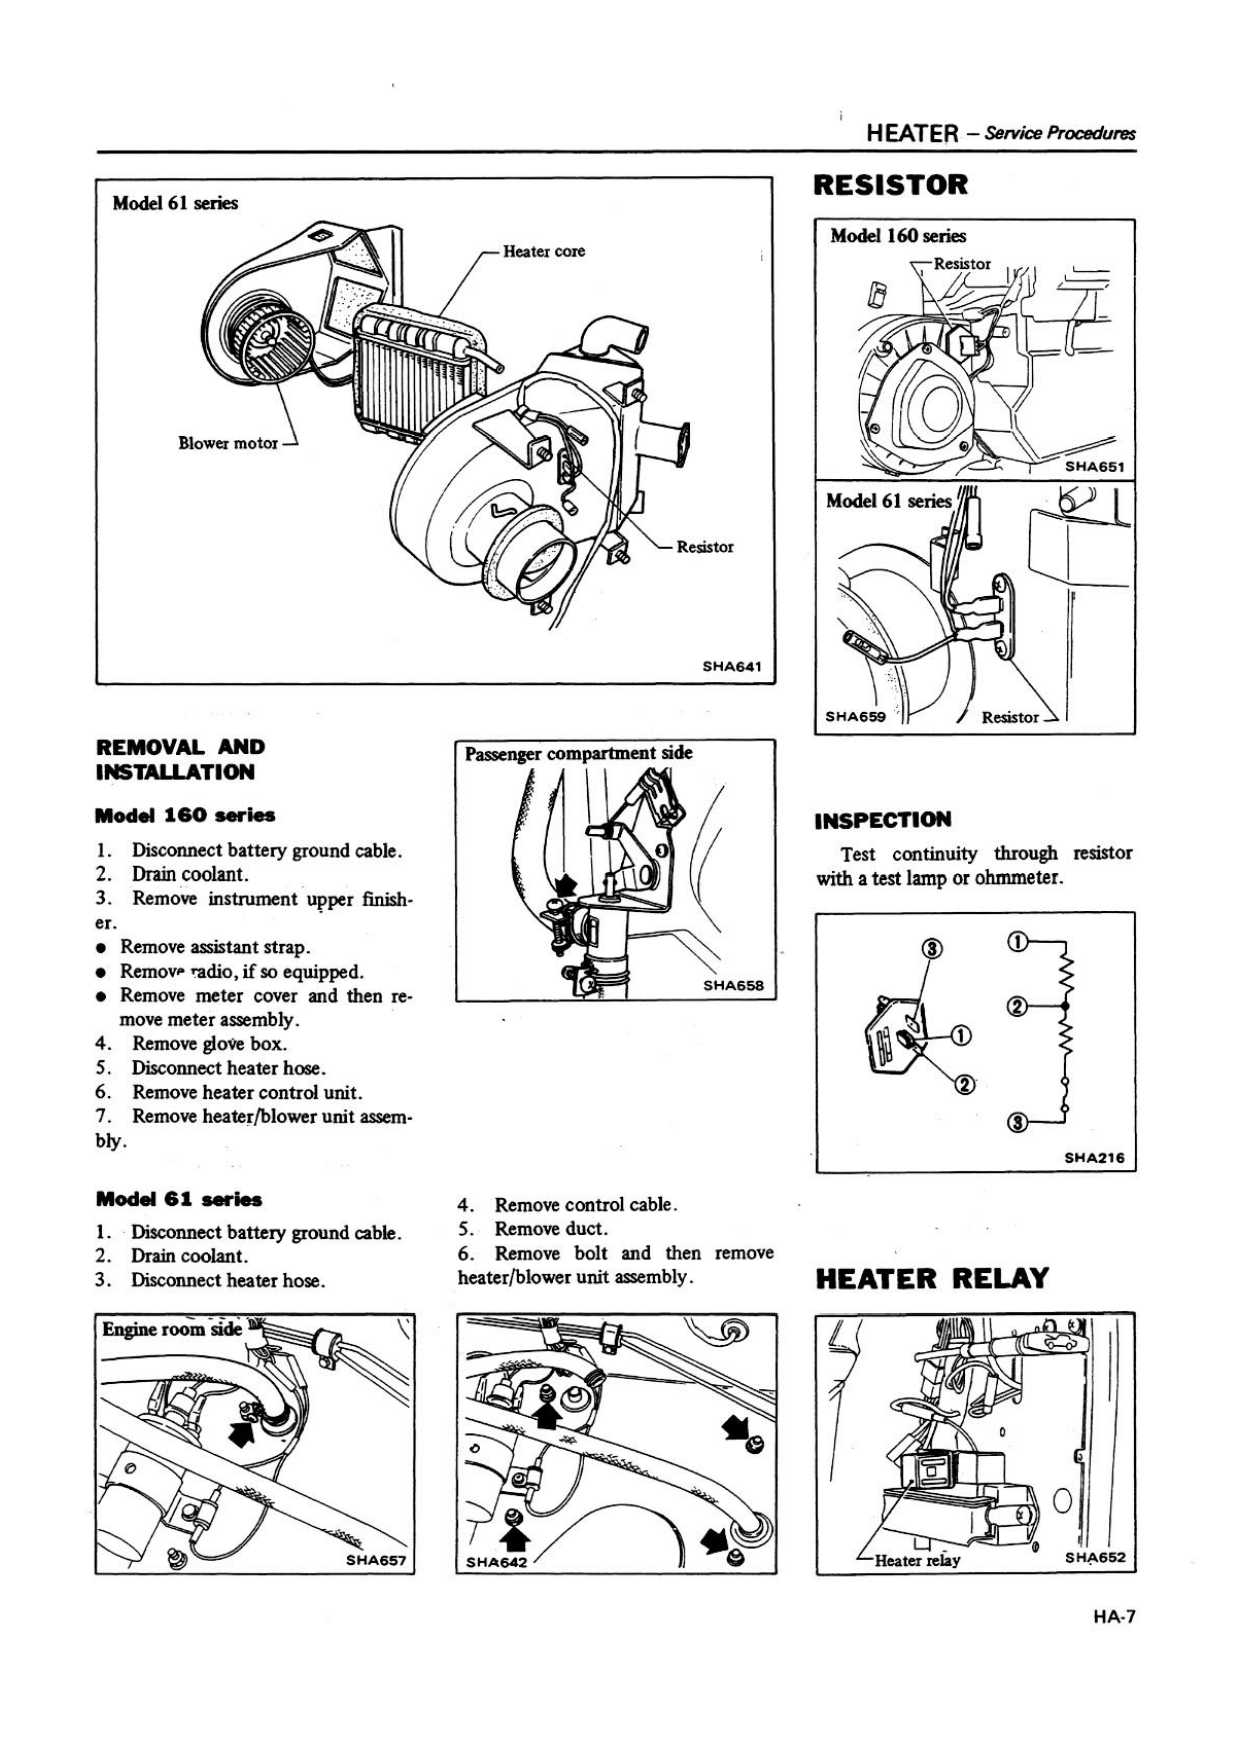 HEATER – Service Procedures
Model 61 series
Heater core
Blower motor
Resistor
SHA641
REMOVAL AND
INSTALLATION
Model 160 series
1. Disconnect battery ground cable.
2. Drain coolant.
3. Remove instrument upper finish-
er.
● Remove assistant strap.
● Remove radio, if so equipped.
● Remove meter cover and then re-
move meter assembly.
4. Remove glove box.
5. Disconnect heater hose.
6. Remove heater control unit.
7. Remove heater/blower unit assem-
bly.
Model 61 series
1. Disconnect battery ground cable.
2. Drain coolant.
3. Disconnect heater hose.
Engine room side
SHA657
Passenger compartment side
SHA658
4. Remove control cable.
5. Remove duct.
6. Remove bolt and then remove
heater/blower unit assembly.
SHA642
RESISTOR
Model 160 series
Resistor
SHA651
Model 61 series
SHA659
Resistor
INSPECTION
Test continuity through resistor
with a test lamp or ohmmeter.
③
①
②
①
②
③
SHA216
HEATER RELAY
Heater relay
SHA652
HA-7